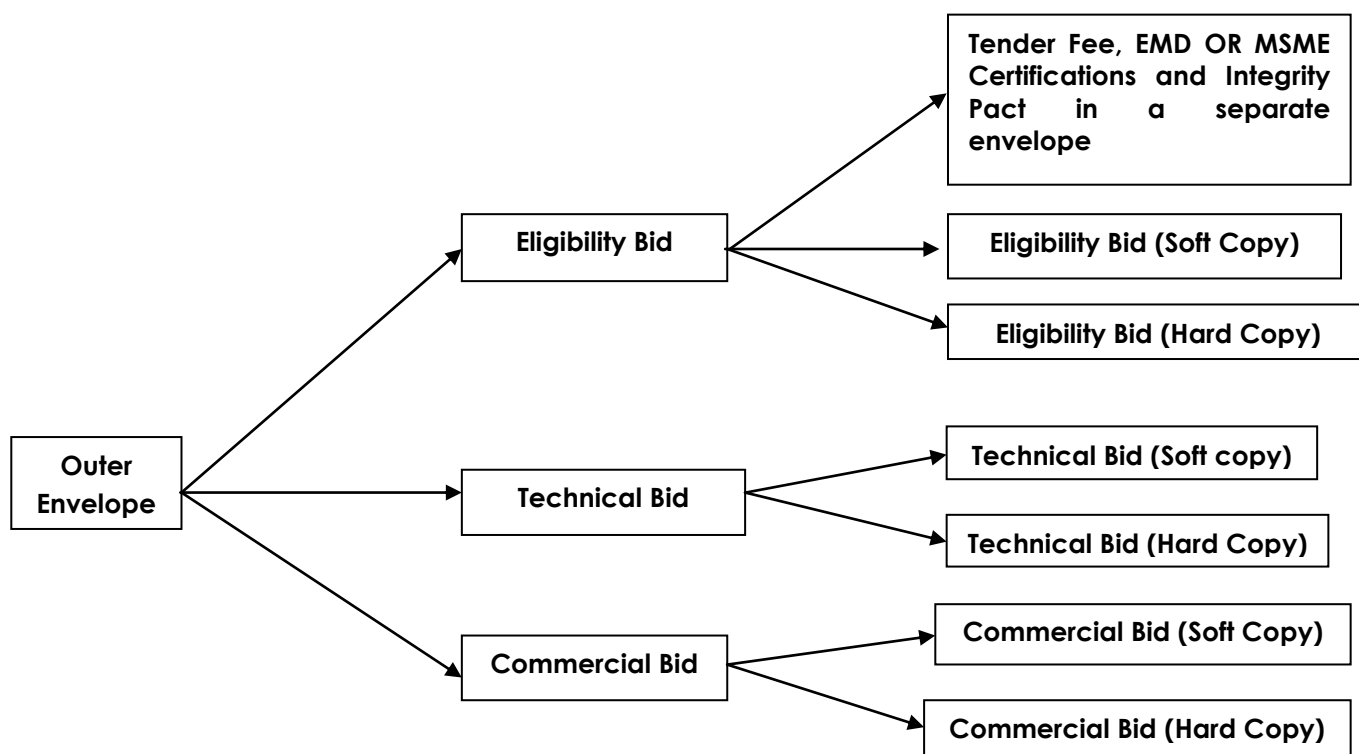 Tender Fee, EMD OR MSME
Certifications and Integrity
Pact in a separate
envelope
Eligibility Bid
Eligibility Bid (Soft Copy)
Eligibility Bid (Hard Copy)
Outer
Envelope
Technical Bid
Technical Bid (Soft copy)
Technical Bid (Hard Copy)
Commercial Bid
Commercial Bid (Soft Copy)
Commercial Bid (Hard Copy)